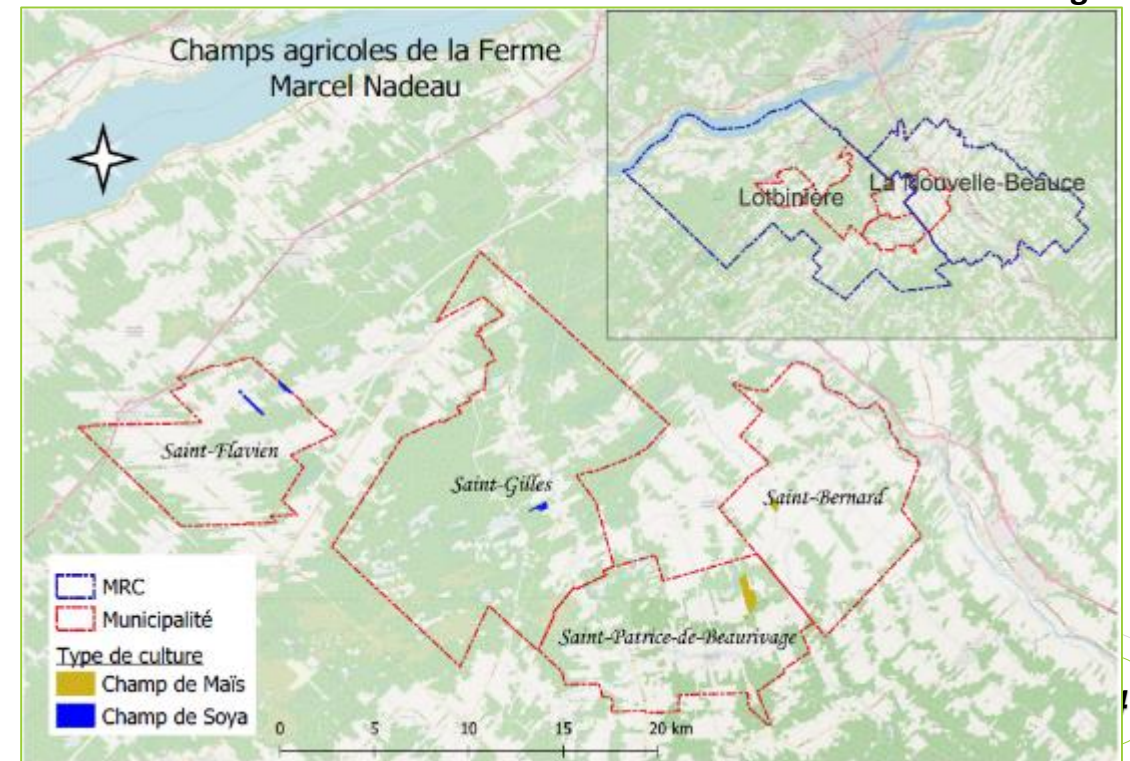 Champs agricoles de la Ferme
Marcel Nadeau
Lotbinière
La Nouvelle-Beauce
Saint-Flavien
Saint-Gilles
Saint-Bernard
Saint-Patrice-de-Beaurivage
MRC
Municipalité
Type de culture
Champ de Maïs
Champ de Soya
0 5 10 15 20 km